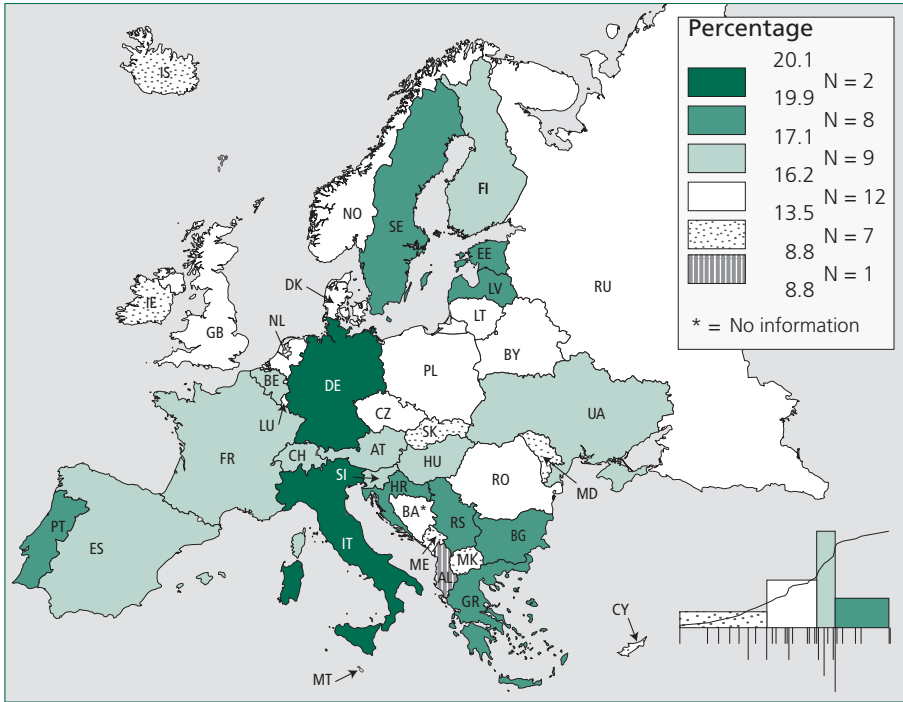 Percentage
20.1
N = 2
19.9
N = 8
17.1
N = 9
16.2
N = 12
13.5
N = 7
8.8
N = 1
8.8
* = No information
IS
NO
SE
FI
EE
LV
LT
RU
DK
IE
GB
NL
BE
DE
PL
BY
LU
CZ
SK
UA
FR
CH
AT
HU
MD
SI
HR
RO
BA*
RS
PT
ES
IT
BG
ME
MK
AL
GR
CY
MT